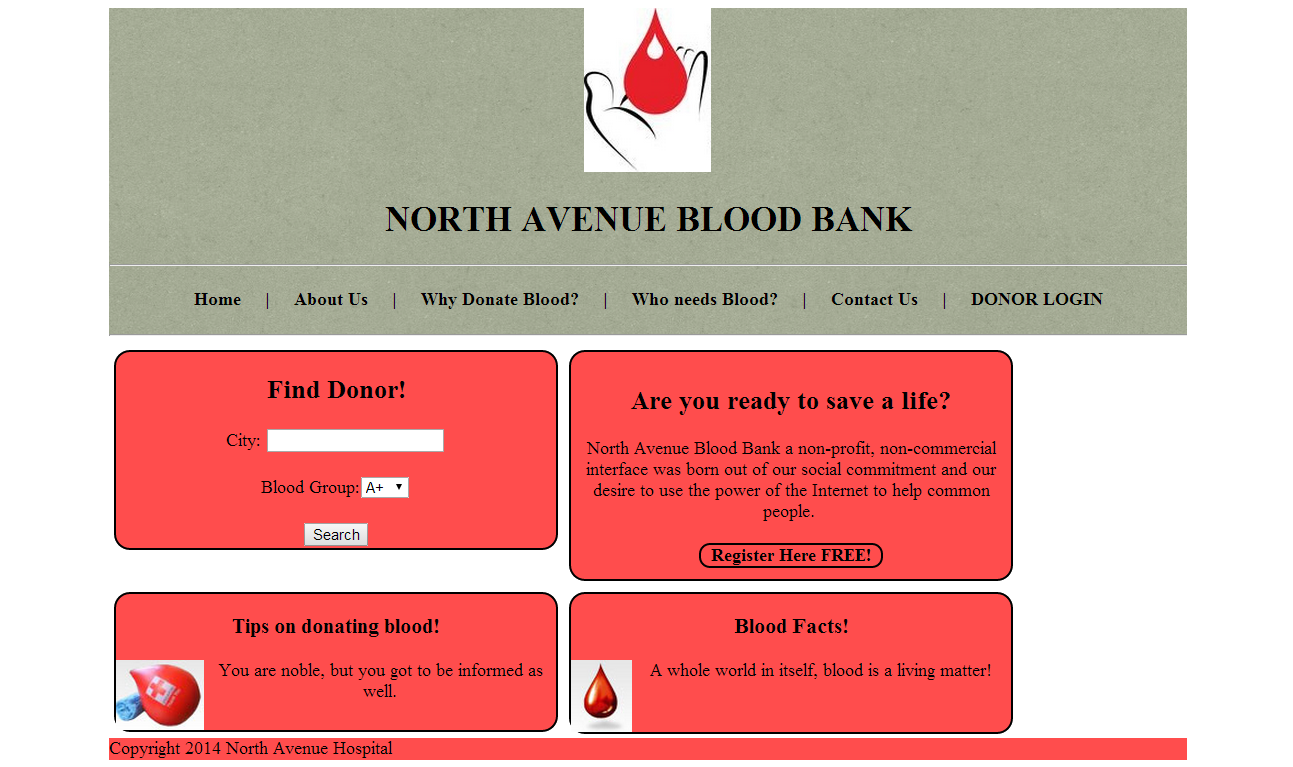 NORTH AVENUE BLOOD BANK
Home | About Us | Why Donate Blood? | Who needs Blood? | Contact Us | DONOR LOGIN
Find Donor!
City:
Blood Group: A+
Search
Are you ready to save a life?
North Avenue Blood Bank a non-profit, non-commercial
interface was born out of our social commitment and our
desire to use the power of the Internet to help common
people.
Register Here FREE!
Tips on donating blood!
You are noble, but you got to be informed as
well.
Blood Facts!
A whole world in itself, blood is a living matter!
Copyright 2014 North Avenue Hospital